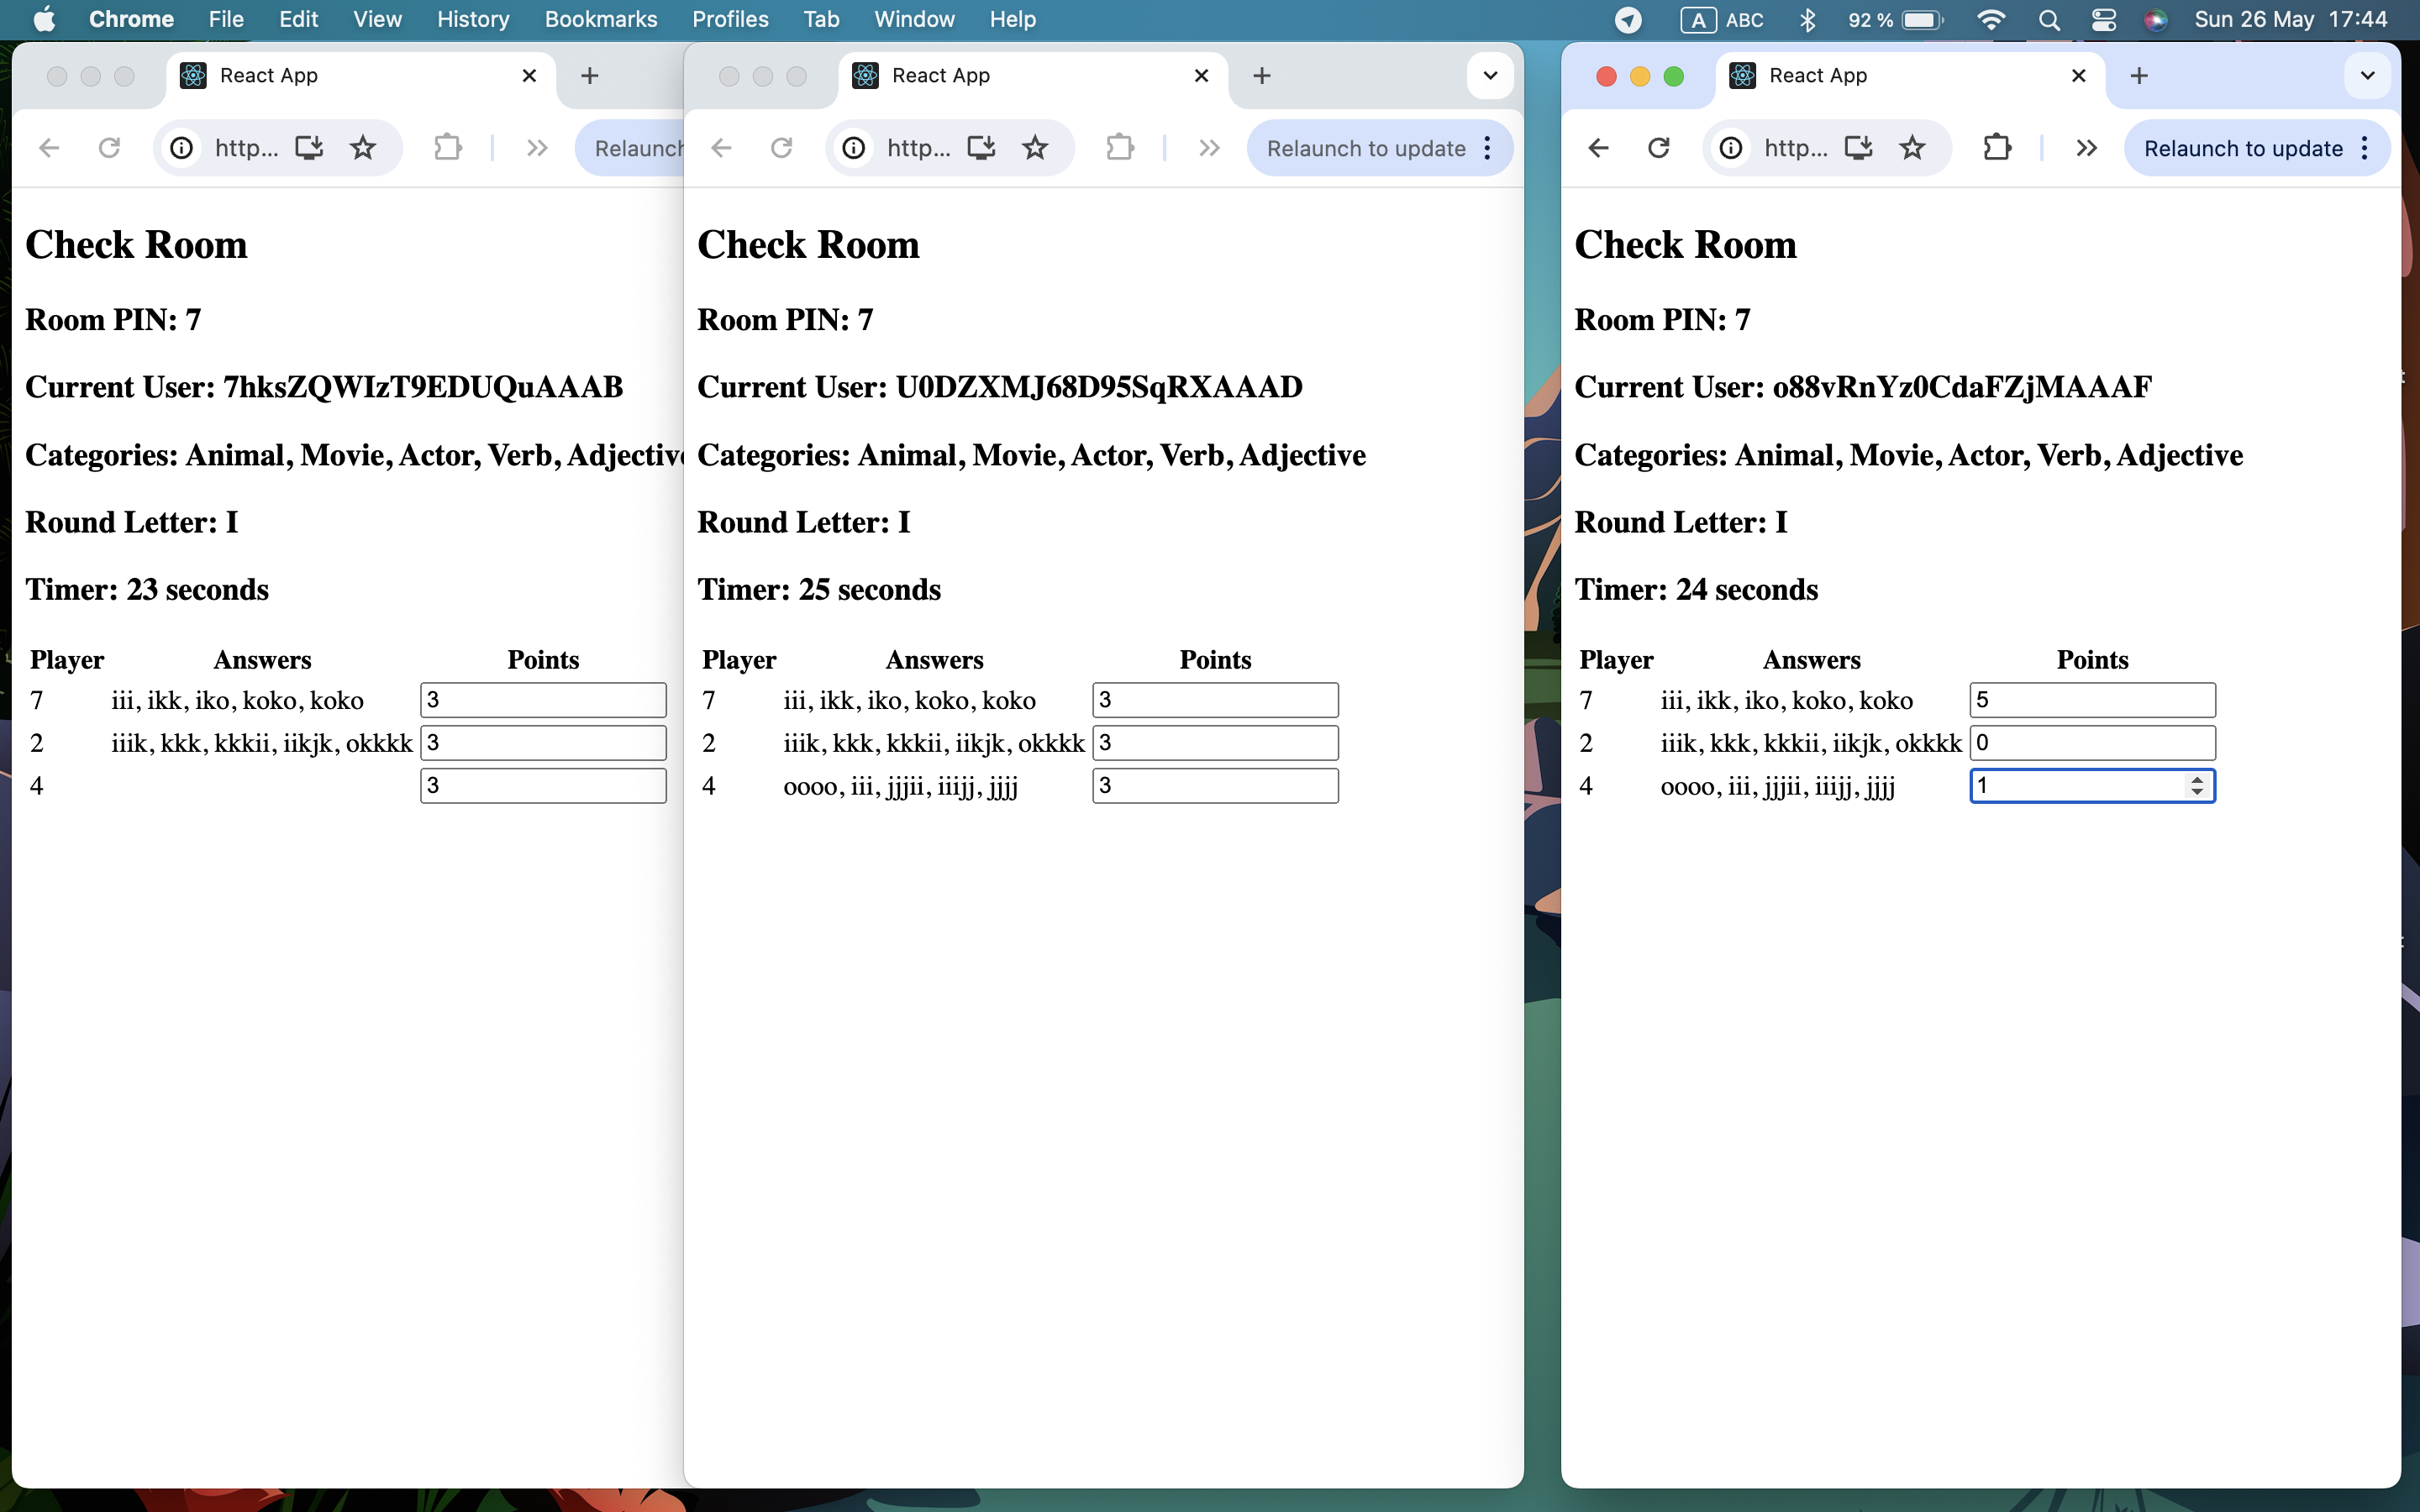 Chrome File Edit View History Bookmarks Profiles Tab Window Help A ABC 92 % Sun 26 May 17:44
React App
http...
Relaunch
Check Room
Room PIN: 7
Current User: 7hksZQWIzT9EDUQuAAAB
Categories: Animal, Movie, Actor, Verb, Adjective
Round Letter: I
Timer: 23 seconds
Player Answers Points
7 iii, ikk, iko, koko, koko 3
2 iiik, kkk, kkkii, iikjk, okkkk 3
4 3
React App
http...
Relaunch to update
Check Room
Room PIN: 7
Current User: U0DZXMJ68D95SqRXAAAD
Categories: Animal, Movie, Actor, Verb, Adjective
Round Letter: I
Timer: 25 seconds
Player Answers Points
7 iii, ikk, iko, koko, koko 3
2 iiik, kkk, kkkii, iikjk, okkkk 3
4 oooo, iii, jjjii, iiijj, jjjj 3
React App
http...
Relaunch to update
Check Room
Room PIN: 7
Current User: o88vRnYz0CdaFZjMAAAF
Categories: Animal, Movie, Actor, Verb, Adjective
Round Letter: I
Timer: 24 seconds
Player Answers Points
7 iii, ikk, iko, koko, koko 5
2 iiik, kkk, kkkii, iikjk, okkkk 0
4 oooo, iii, jjjii, iiijj, jjjj 1